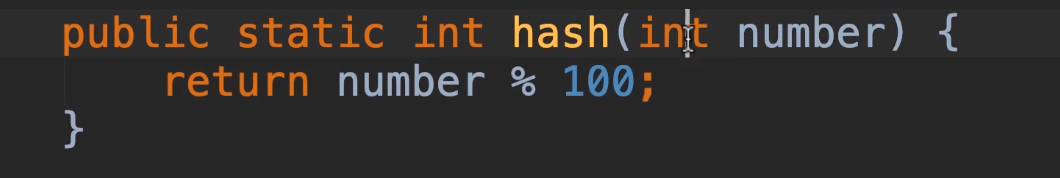 public static int hash(int number) {
    return number % 100;
}